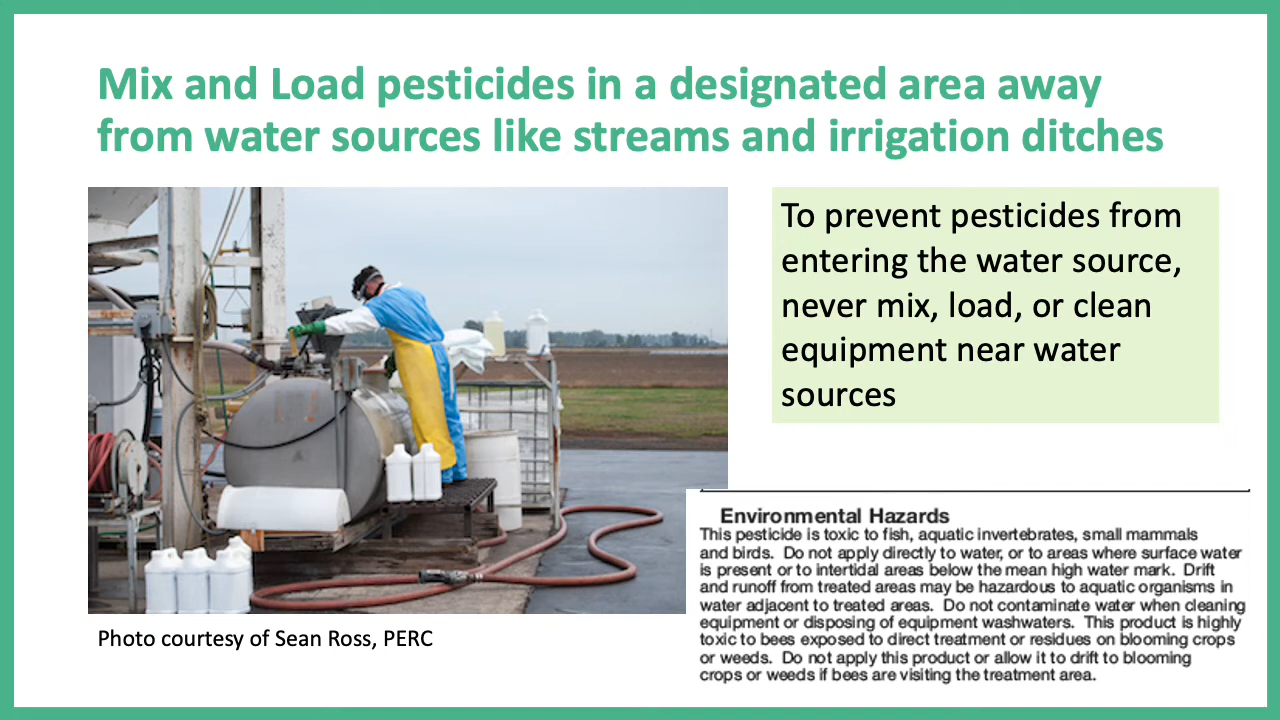 Mix and Load pesticides in a designated area away
from water sources like streams and irrigation ditches
To prevent pesticides from
entering the water source,
never mix, load, or clean
equipment near water
sources
Environmental Hazards
This pesticide is toxic to fish, aquatic invertebrates, small mammals
and birds. Do not apply directly to water, or to areas where surface water
is present or to intertidal areas below the mean high water mark. Drift
and runoff from treated areas may be hazardous to aquatic organisms in
water adjacent to treated areas. Do not contaminate water when cleaning
equipment or disposing of equipment washwaters. This product is highly
toxic to bees exposed to direct treatment or residues on blooming crops
or weeds. Do not apply this product or allow it to drift to blooming
crops or weeds if bees are visiting the treatment area.
Photo courtesy of Sean Ross, PERC